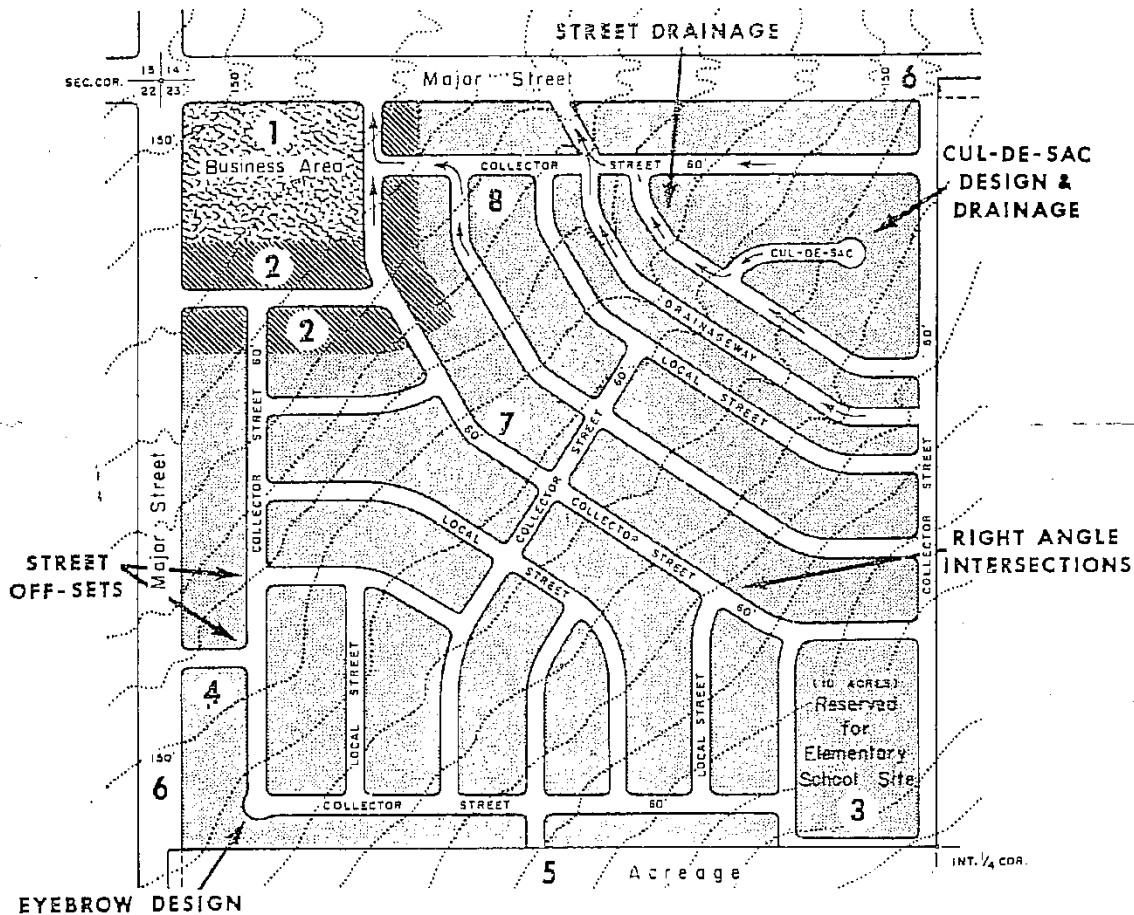 STREET DRAINAGE
SEC. COR.
15 14
22 23
150'
Major Street
150'
6
150'
1
Business Area
COLLECTOR STREET 60'
CUL-DE-SAC
DESIGN &
DRAINAGE
8
CUL-DE-SAC
2
2
60'
DRAINAGEWAY
60'
LOCAL STREET
60'
7
60'
COLLECTOR STREET
COLLECTOR STREET
COLLECTOR STREET
Major Street
LOCAL STREET
COLLECTOR STREET
60'
RIGHT ANGLE
INTERSECTIONS
STREET
OFF-SETS
LOCAL STREET
LOCAL STREET
4
(10 ACRES)
Reserved
for
Elementary
School Site
3
150'
6
COLLECTOR STREET 60'
5
Acreage
INT. 1/4 COR.
EYEBROW DESIGN